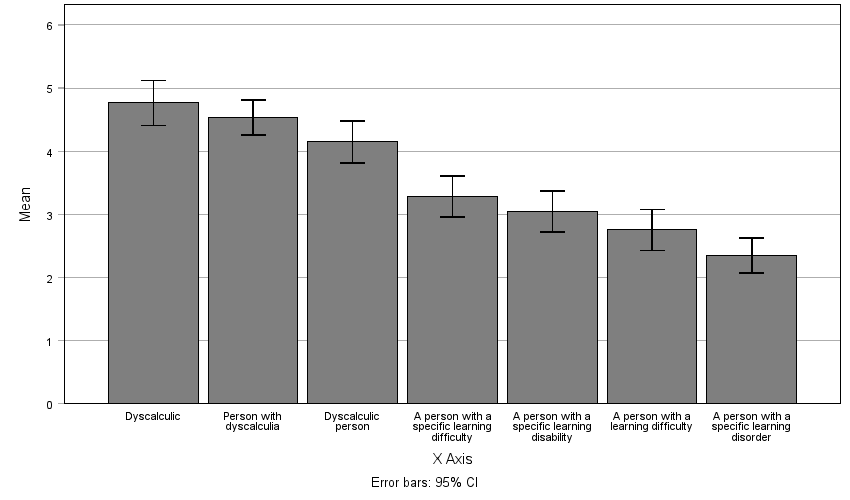 6
5
4
3
2
1
0
Mean
Dyscalculic
Person with
dyscalculia
Dyscalculic
person
A person with a
specific learning
difficulty
A person with a
specific learning
disability
A person with a
learning difficulty
A person with a
specific learning
disorder
X Axis
Error bars: 95% CI